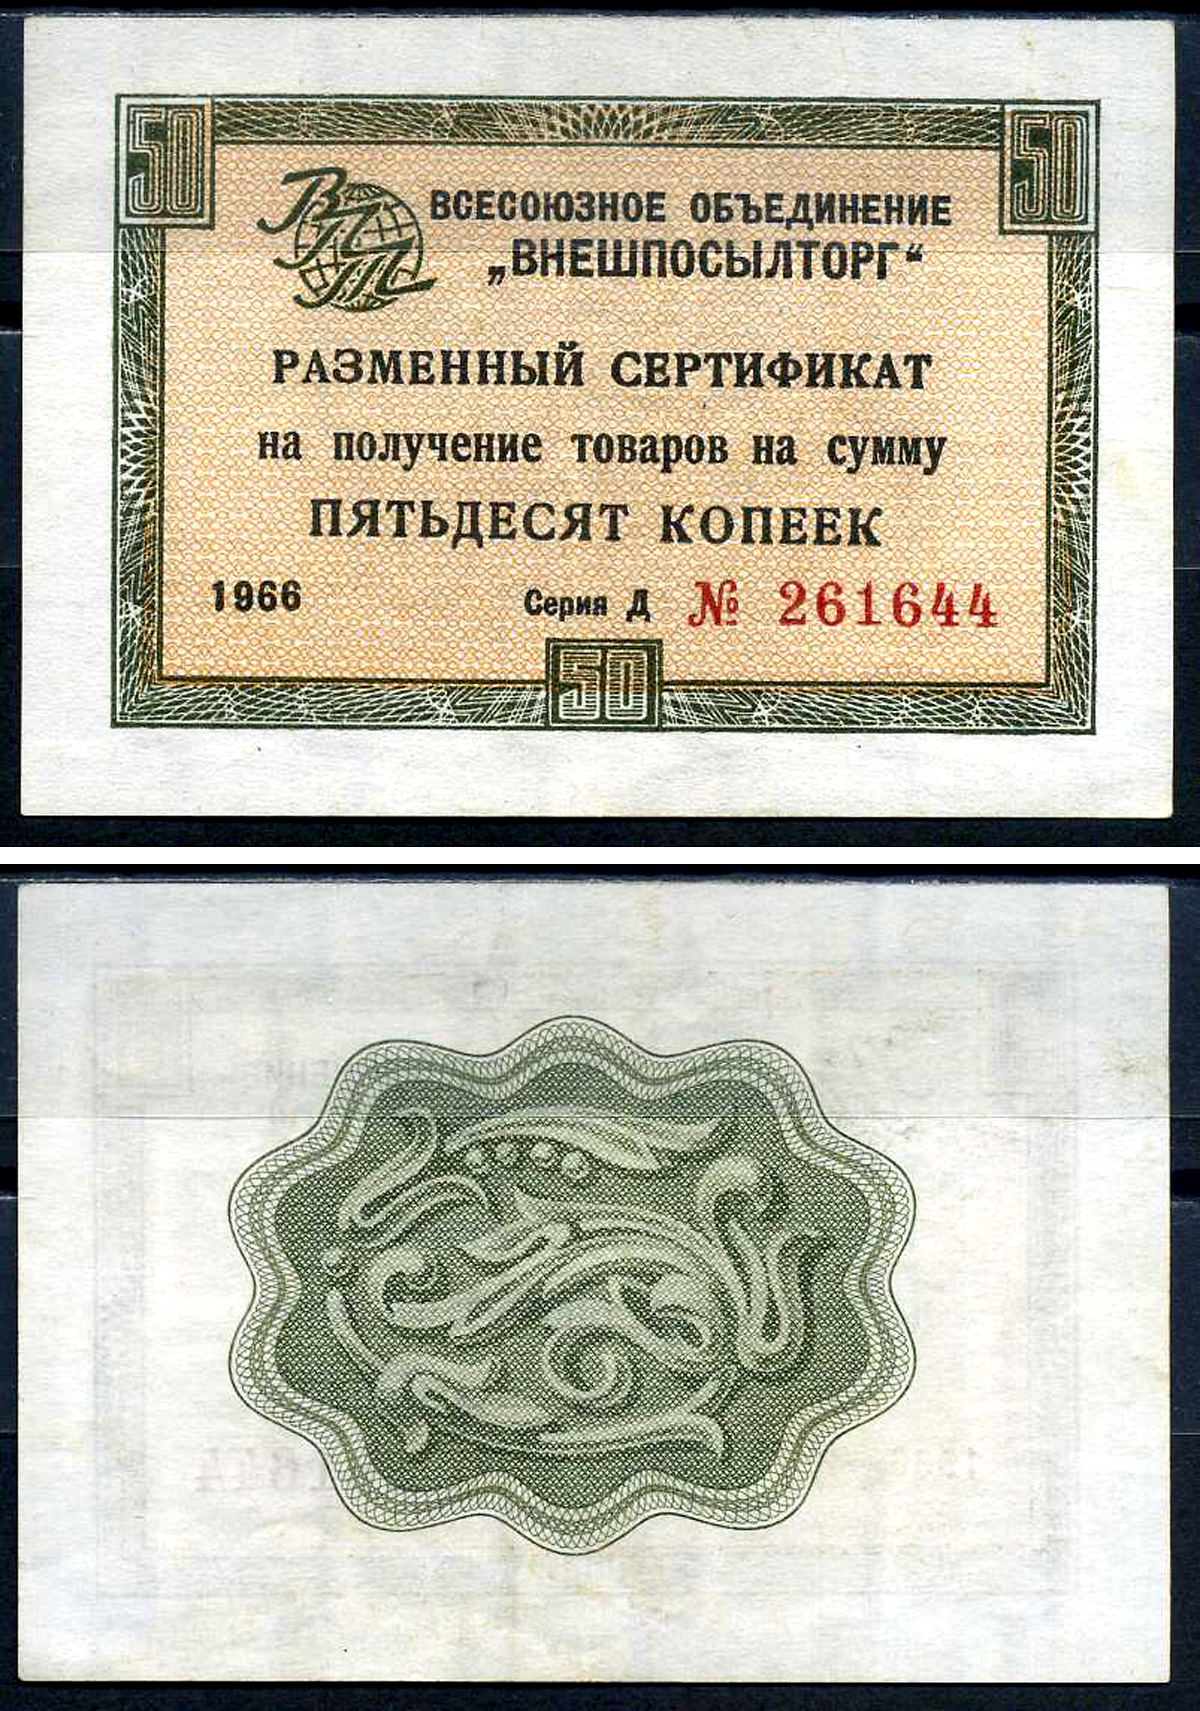 50 50
ВПТ
ВСЕСОЮЗНОЕ ОБЪЕДИНЕНИЕ
„ВНЕШПОСЫЛТОРГ“
РАЗМЕННЫЙ СЕРТИФИКАТ
на получение товаров на сумму
ПЯТЬДЕСЯТ КОПЕЕК
1966 Серия Д № 261644
50